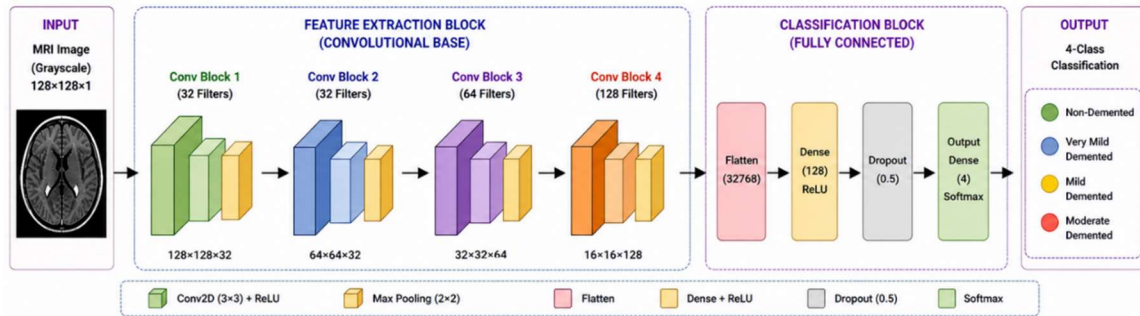 INPUT
MRI Image
(Grayscale)
128×128×1
FEATURE EXTRACTION BLOCK
(CONVOLUTIONAL BASE)
Conv Block 1
(32 Filters)
Conv Block 2
(32 Filters)
Conv Block 3
(64 Filters)
Conv Block 4
(128 Filters)
128×128×32
64×64×32
32×32×64
16×16×128
CLASSIFICATION BLOCK
(FULLY CONNECTED)
Flatten
(32768)
Dense
(128)
ReLU
Dropout
(0.5)
Output
Dense
(4)
Softmax
OUTPUT
4-Class
Classification
Non-Demented
Very Mild
Demented
Mild
Demented
Moderate
Demented
Conv2D (3×3) + ReLU
Max Pooling (2×2)
Flatten
Dense + ReLU
Dropout (0.5)
Softmax